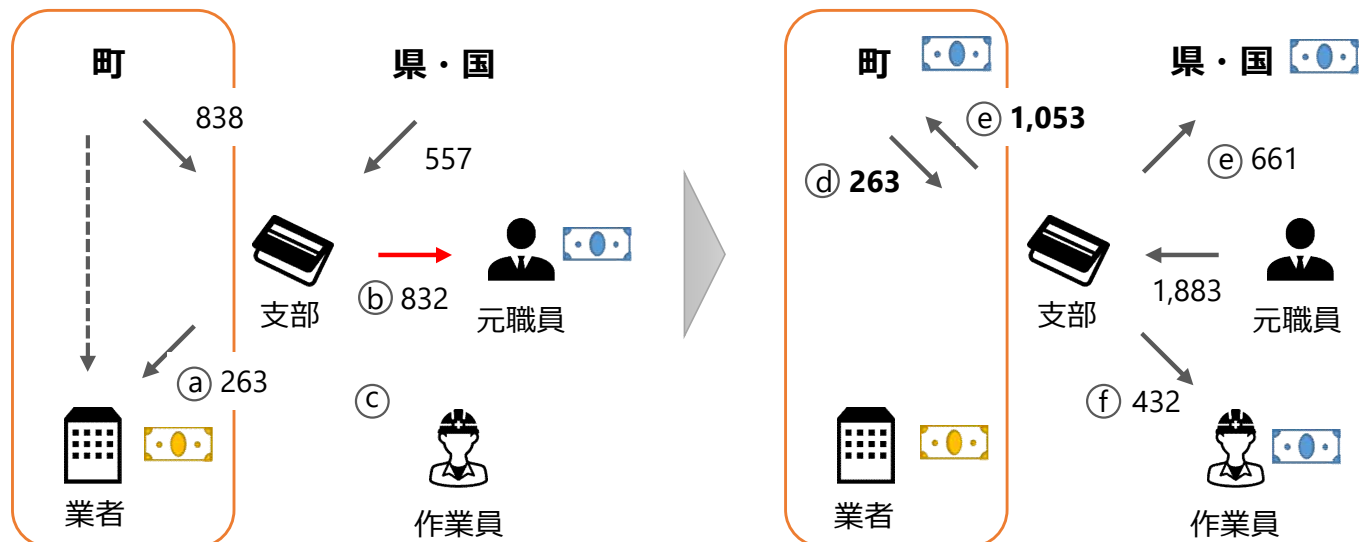 町
県・国
838
557
支部
ⓑ 832
元職員
ⓐ 263
ⓒ
業者
作業員
町
県・国
ⓔ 1,053
ⓓ 263
ⓔ 661
支部
1,883
元職員
ⓕ 432
業者
作業員